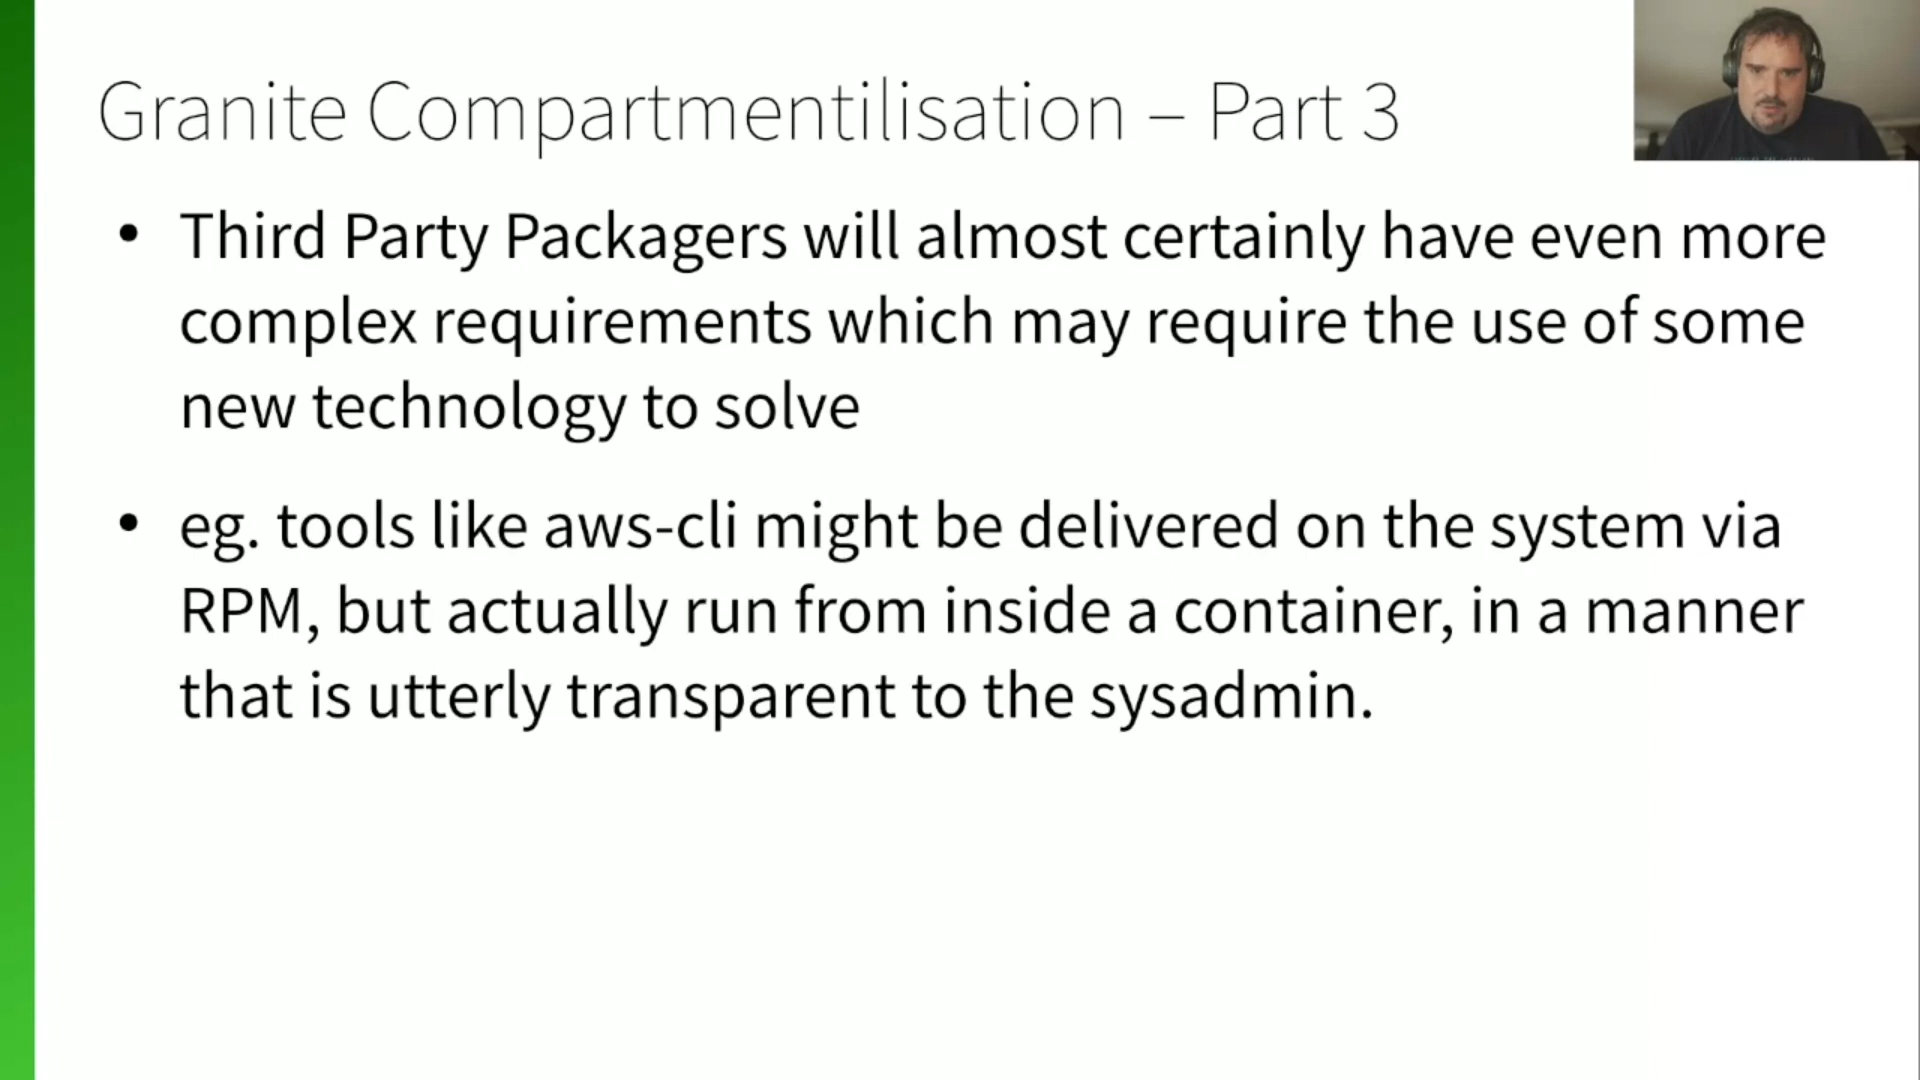 Granite Compartmentilisation – Part 3
• Third Party Packagers will almost certainly have even more
complex requirements which may require the use of some
new technology to solve
• eg. tools like aws-cli might be delivered on the system via
RPM, but actually run from inside a container, in a manner
that is utterly transparent to the sysadmin.